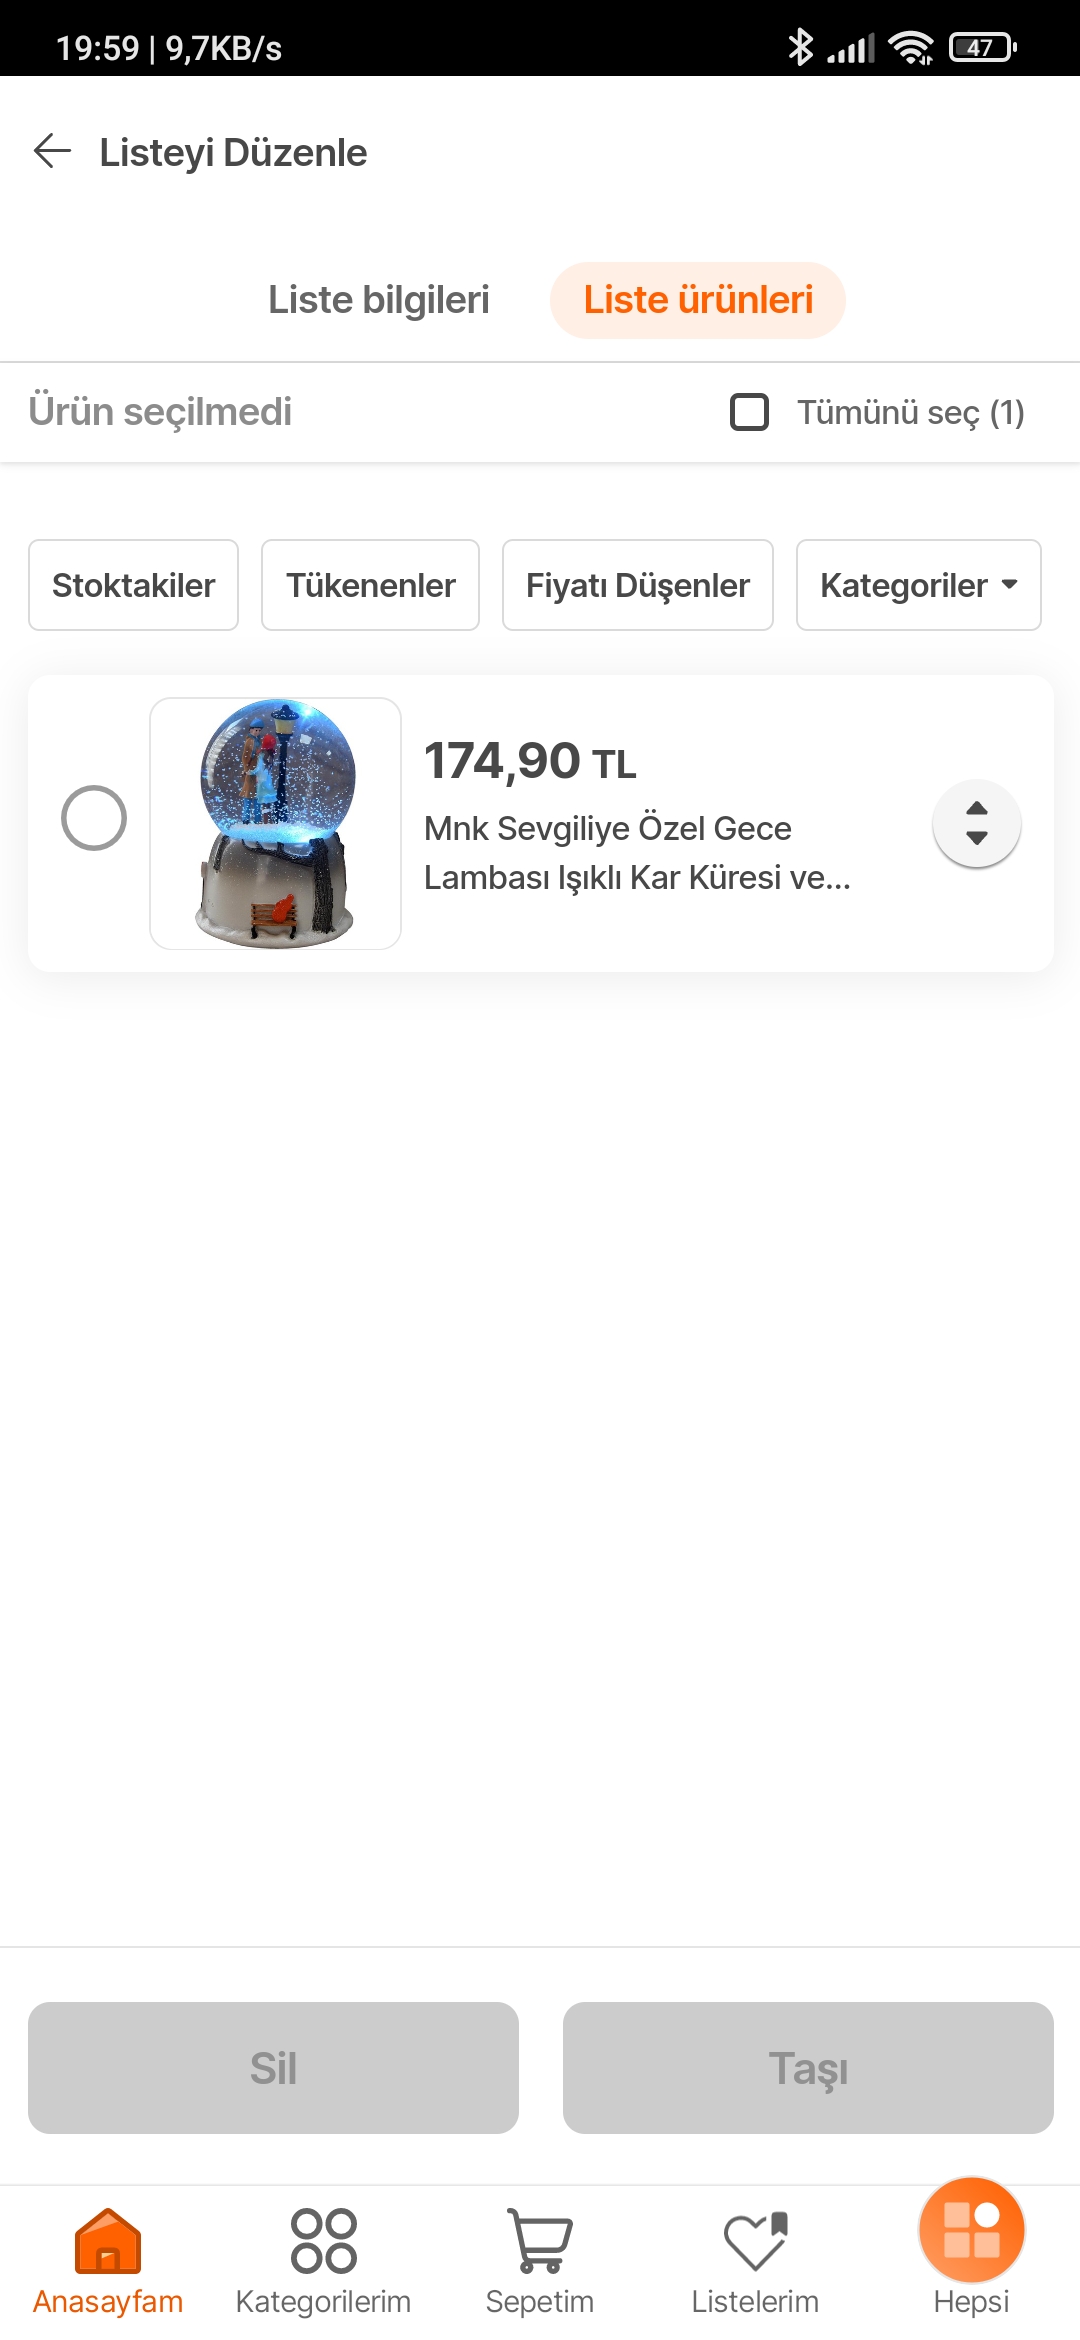 19:59 | 9,7KB/s
47
Listeyi Düzenle
Liste bilgileri
Liste ürünleri
Ürün seçilmedi
Tümünü seç (1)
Stoktakiler
Tükenenler
Fiyatı Düşenler
Kategoriler
174,90 TL
Mnk Sevgiliye Özel Gece
Lambası Işıklı Kar Küresi ve...
Sil
Taşı
Anasayfam
Kategorilerim
Sepetim
Listelerim
Hepsi